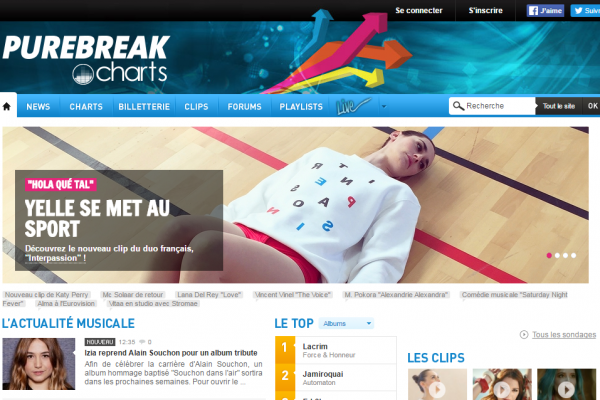 Se connecter
S'inscrire
J'aime
Suiv
PUREBREAK
charts
NEWS
CHARTS
BILLETTERIE
CLIPS
FORUMS
PLAYLISTS
Live
Recherche
Tout le site
OK
"HOLA QUÉ TAL"
YELLE SE MET AU
SPORT
Découvrez le nouveau clip du duo français,
"Interpassion" !
Nouveau clip de Katy Perry
Mc Solaar de retour
Lana Del Rey "Love"
Vincent Vinel "The Voice"
M. Pokora "Alexandrie Alexandra"
Comédie musicale "Saturday Night
Fever"
Alma à l'Eurovision
Vitaa en studio avec Stromae
L'ACTUALITÉ MUSICALE
NOUVEAU
12:35
0
Izia reprend Alain Souchon pour un album tribute
Afin de célébrer la carrière d'Alain Souchon, un
album hommage baptisé "Souchon dans l'air" sortira
dans les prochaines semaines. Pour ouvrir le ...
LE TOP
Albums
1
Lacrim
Force & Honneur
2
Jamiroquai
Automaton
Tous les sondages
LES CLIPS